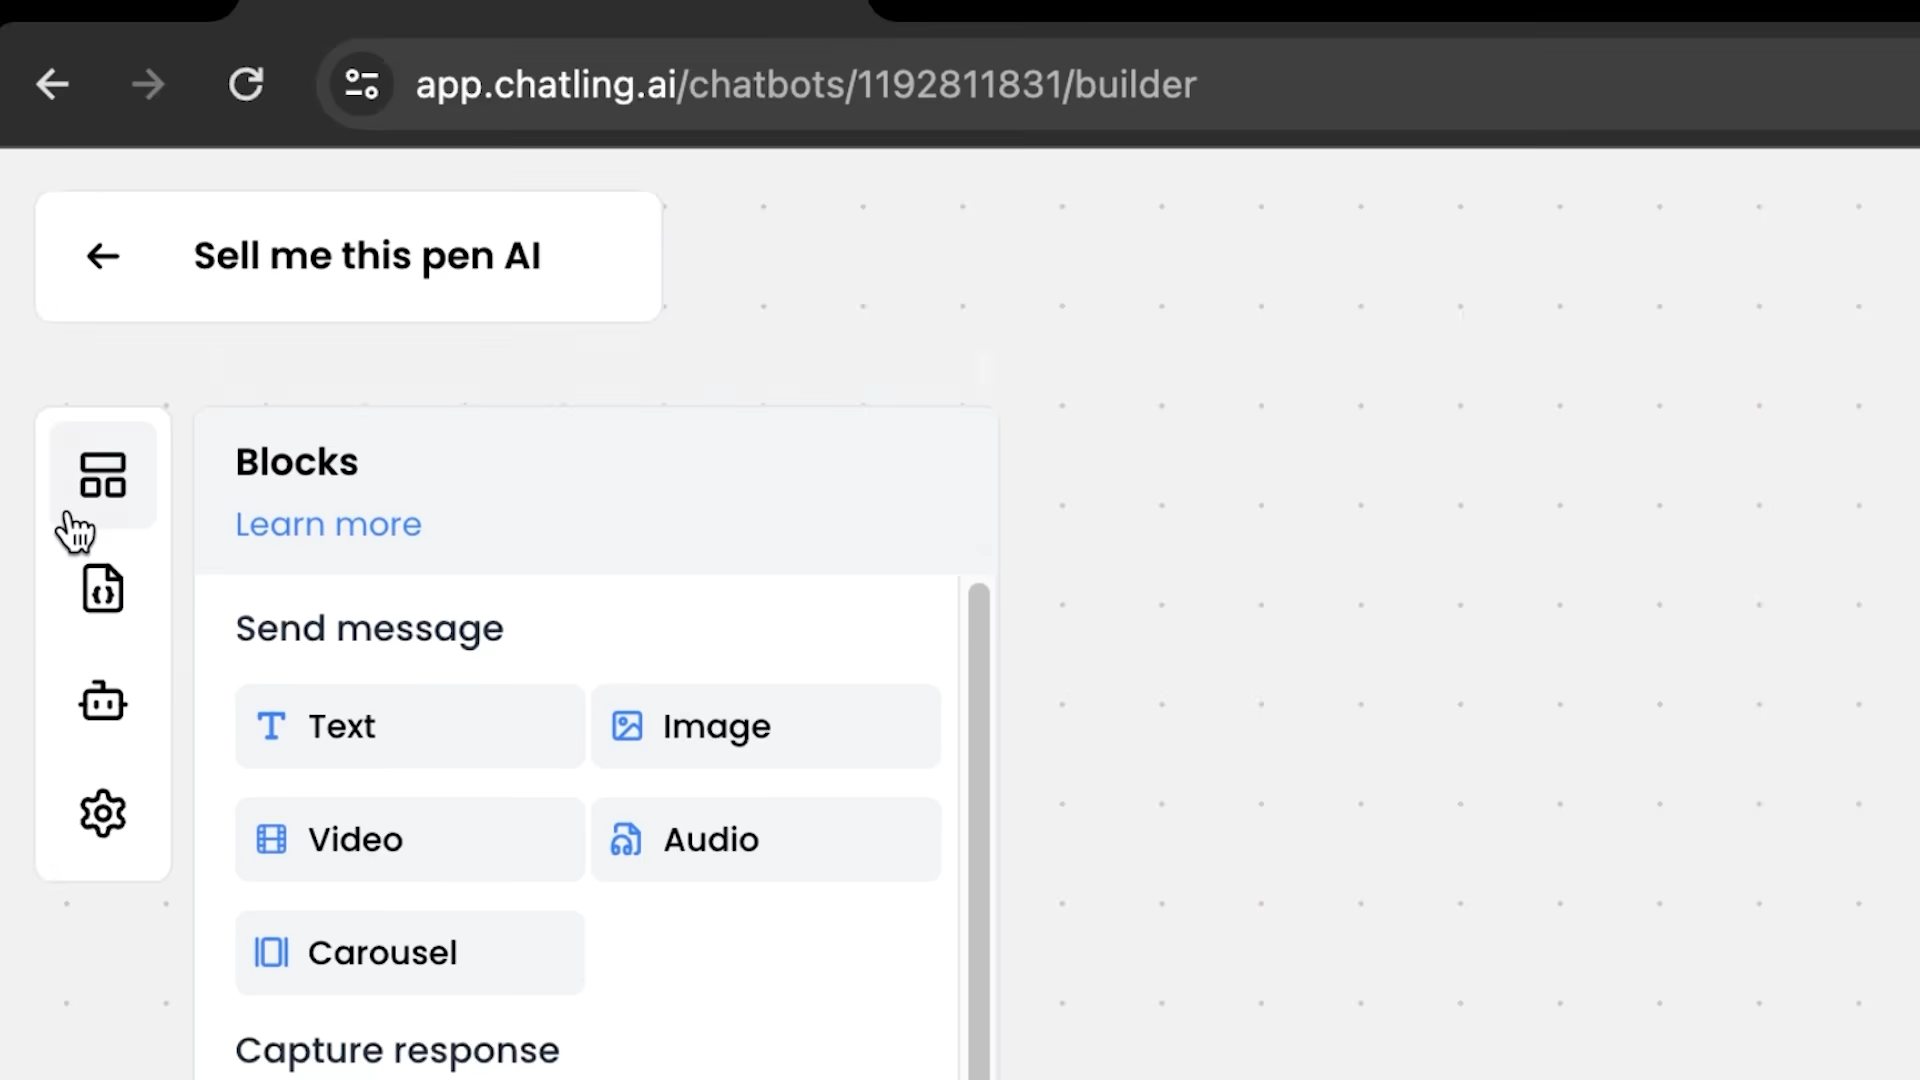 app.chatling.ai/chatbots/1192811831/builder
Sell me this pen AI
Blocks
Learn more
Send message
Text
Image
Video
Audio
Carousel
Capture response